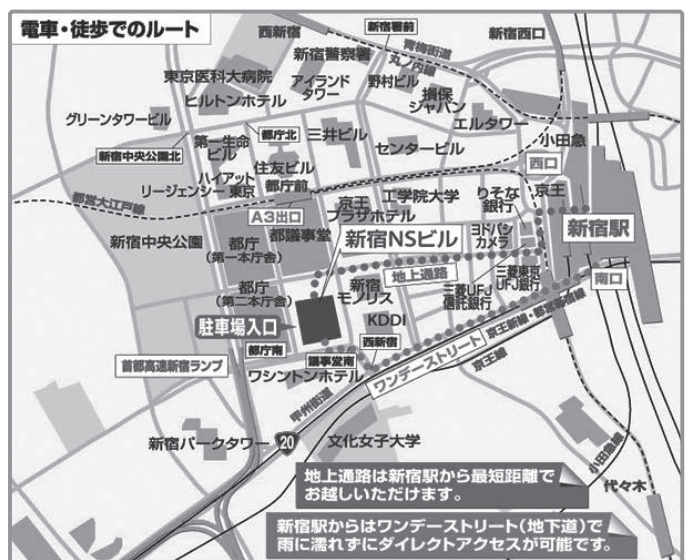 電車・徒歩でのルート
西新宿
新宿署前
青梅街道
丸ノ内線
新宿西口
新宿警察署
東京医科大病院
アイランド
タワー
野村ビル
ヒルトンホテル
損保
ジャパン
グリーンタワービル
エルタワー
小田急
都庁北
三井ビル
第一生命
ビル
センタービル
新宿中央公園北
住友ビル
西口
ハイアット
リージェンシー 東京
都庁前
都営大江戸線
京王
プラザホテル
工学院大学
りそな
銀行
京王
A3出口
新宿中央公園
都庁
(第一本庁舎)
都議事堂
新宿NSビル
ヨドバシ
カメラ
新宿駅
地上通路
三菱東京
UFJ銀行
三菱UFJ
信託銀行
南口
都庁
(第二本庁舎)
新宿
モノリス
KDDI
駐車場入口
都庁南
議事堂南
西新宿
京王新線・都営新宿線
京王線
首都高速新宿ランプ
ワシントンホテル
ワンデーストリート
甲州街道
新宿パークタワー
20
文化女子大学
小田急線
代々木
地上通路は新宿駅から最短距離で
お越しいただけます。
新宿駅からはワンデーストリート(地下道)で
雨に濡れずにダイレクトアクセスが可能です。